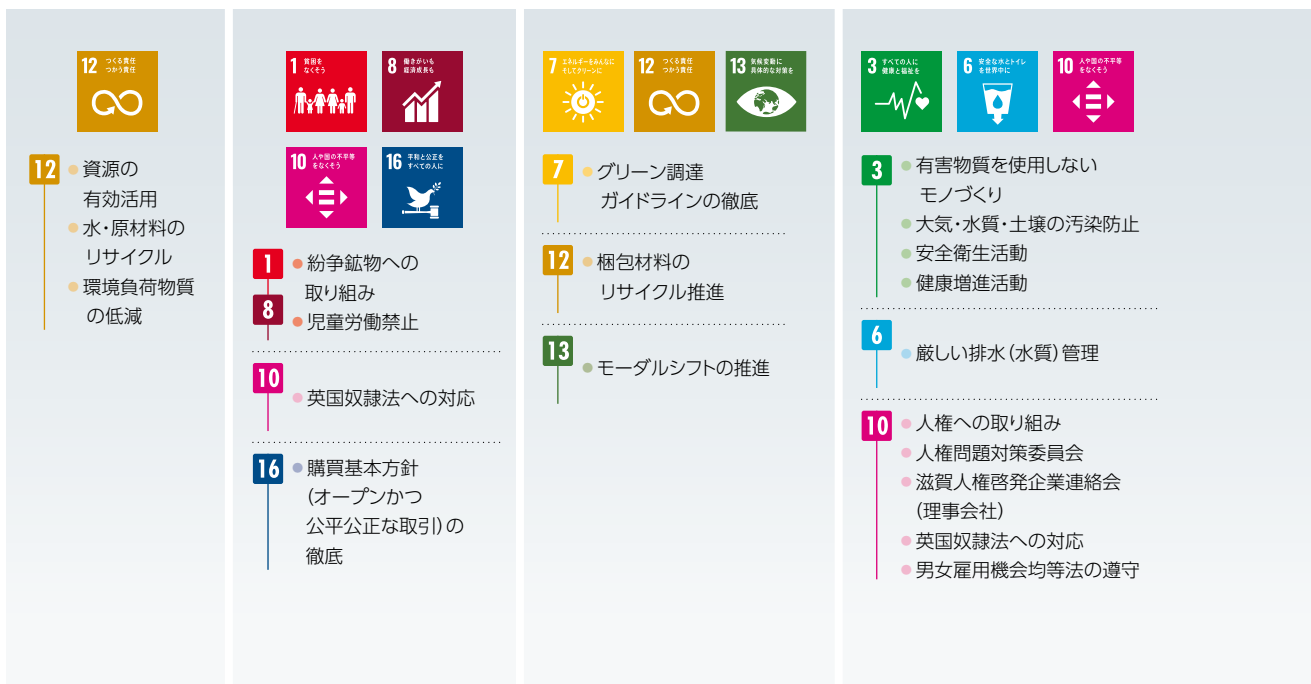 12 つくる責任
つかう責任
12
● 資源の
有効活用
● 水・原材料の
リサイクル
● 環境負荷物質
の低減
1 貧困を
なくそう
8 働きがいも
経済成長も
10 人や国の不平等
をなくそう
16 平和と公正を
すべての人に
1
● 紛争鉱物への
取り組み
8
● 児童労働禁止
10
● 英国奴隷法への対応
16
● 購買基本方針
(オープンかつ
公平公正な取引)の
徹底
7 エネルギーをみんなに
そしてクリーンに
12 つくる責任
つかう責任
13 気候変動に
具体的な対策を
7
● グリーン調達
ガイドラインの徹底
12
● 梱包材料の
リサイクル推進
13
● モーダルシフトの推進
3 すべての人に
健康と福祉を
6 安全な水とトイレ
を世界中に
10 人や国の不平等
をなくそう
3
● 有害物質を使用しない
モノづくり
● 大気・水質・土壌の汚染防止
● 安全衛生活動
● 健康増進活動
6
● 厳しい排水(水質)管理
10
● 人権への取り組み
● 人権問題対策委員会
● 滋賀人権啓発企業連絡会
(理事会社)
● 英国奴隷法への対応
● 男女雇用機会均等法の遵守